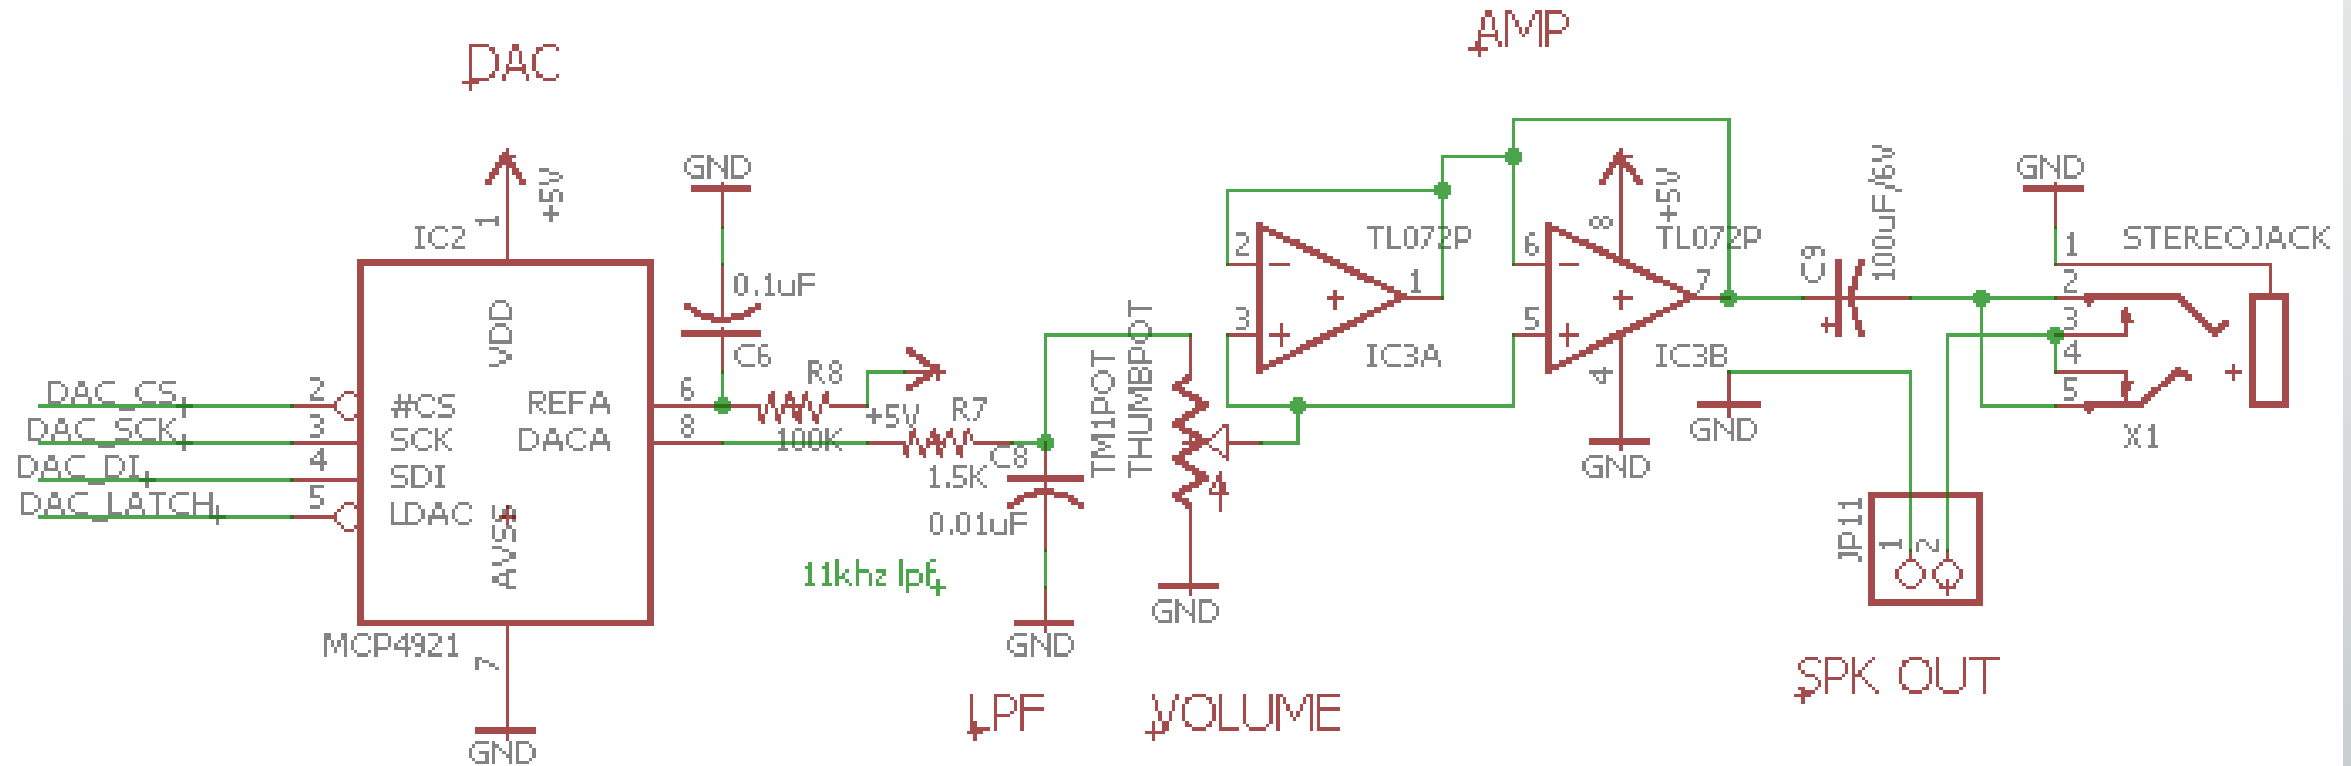 DAC
AMP
GND
+5V
1
IC2
0.1uF
C6
VDD
DAC_CS
DAC_SCK
DAC_DI
DAC_LATCH
2
3
4
5
#CS
SCK
SDI
LDAC
AVSS
REFA
DACA
6
8
R8
100K
+5V
R7
1.5K
C8
0.01uF
11khz lpf
MCP4921
7
GND
GND
LPF
TM1POT
THUMBPOT
GND
VOLUME
2
3
1
TL072P
IC3A
6
5
7
8
4
+5V
TL072P
IC3B
GND
C9
100uF/6V
GND
GND
1
2
3
4
5
STEREOJACK
X1
JP11
1
2
SPK OUT